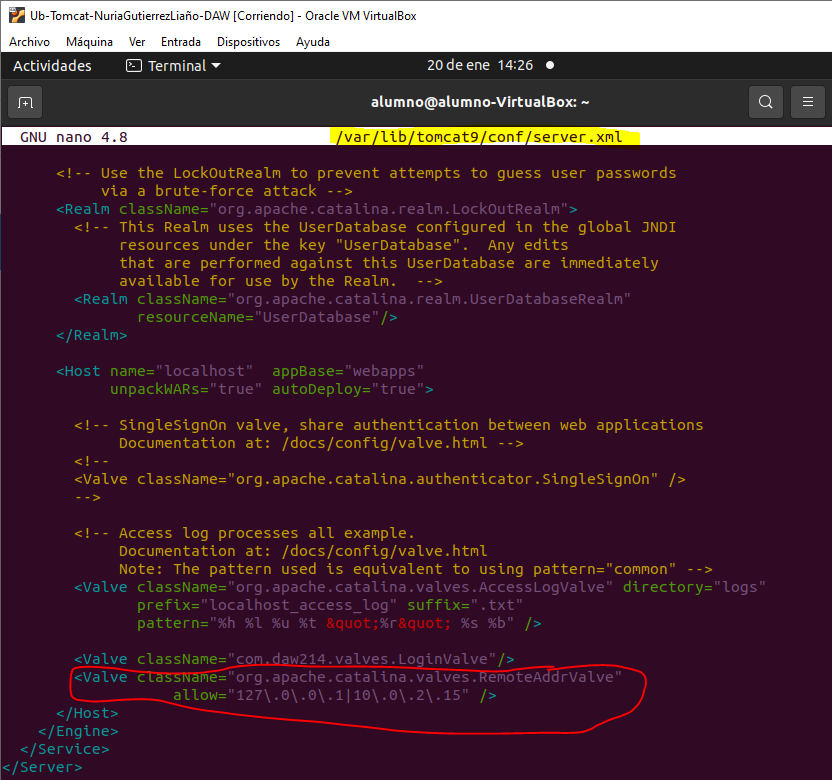 Ub-Tomcat-NuriaGutierrezLiaño-DAW [Corriendo] - Oracle VM VirtualBox
Archivo Máquina Ver Entrada Dispositivos Ayuda
Actividades Terminal 20 de ene 14:26
alumno@alumno-VirtualBox: ~
GNU nano 4.8 /var/lib/tomcat9/conf/server.xml
<!-- Use the LockOutRealm to prevent attempts to guess user passwords
via a brute-force attack -->
<Realm className="org.apache.catalina.realm.LockOutRealm">
<!-- This Realm uses the UserDatabase configured in the global JNDI
resources under the key "UserDatabase".  Any edits
that are performed against this UserDatabase are immediately
available for use by the Realm.  -->
<Realm className="org.apache.catalina.realm.UserDatabaseRealm"
resourceName="UserDatabase"/>
</Realm>
<Host name="localhost"  appBase="webapps"
unpackWARs="true" autoDeploy="true">
<!-- SingleSignOn valve, share authentication between web applications
Documentation at: /docs/config/valve.html -->
<!--
<Valve className="org.apache.catalina.authenticator.SingleSignOn" />
-->
<!-- Access log processes all example.
Documentation at: /docs/config/valve.html
Note: The pattern used is equivalent to using pattern="common" -->
<Valve className="org.apache.catalina.valves.AccessLogValve" directory="logs"
prefix="localhost_access_log" suffix=".txt"
pattern="%h %l %u %t &quot;%r&quot; %s %b" />
<Valve className="com.daw214.valves.LoginValve"/>
<Valve className="org.apache.catalina.valves.RemoteAddrValve"
allow="127\.0\.0\.1|10\.0\.2\.15" />
</Host>
</Engine>
</Service>
</Server>